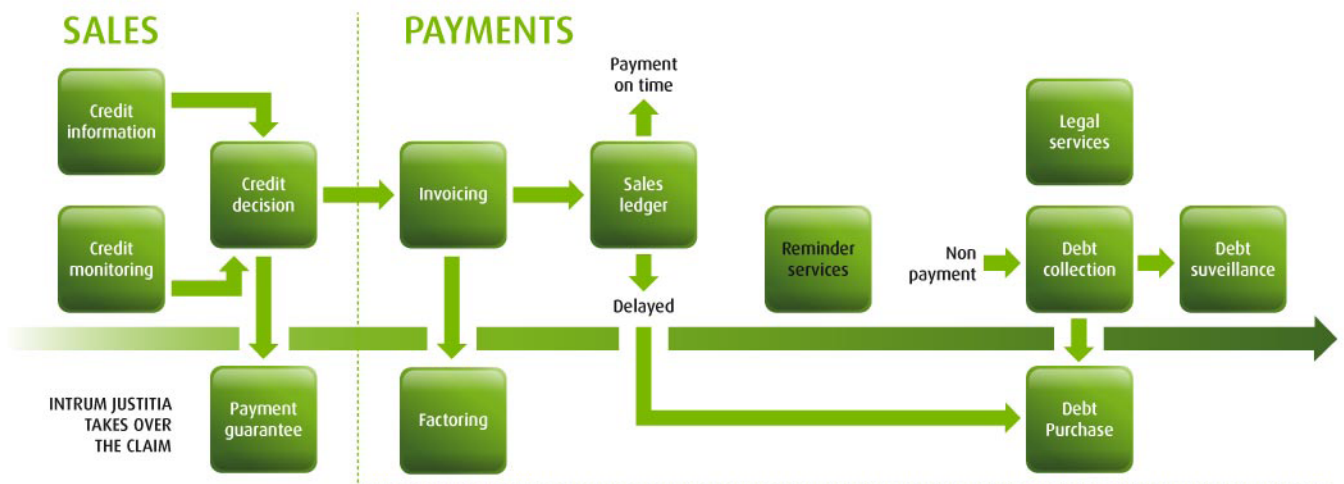 SALES
PAYMENTS
Credit
information
Credit
monitoring
Credit
decision
Invoicing
Payment
on time
Sales
ledger
Delayed
Reminder
services
Non
payment
Legal
services
Debt
collection
Debt
suveillance
INTRUM JUSTITIA
TAKES OVER
THE CLAIM
Payment
guarantee
Factoring
Debt
Purchase